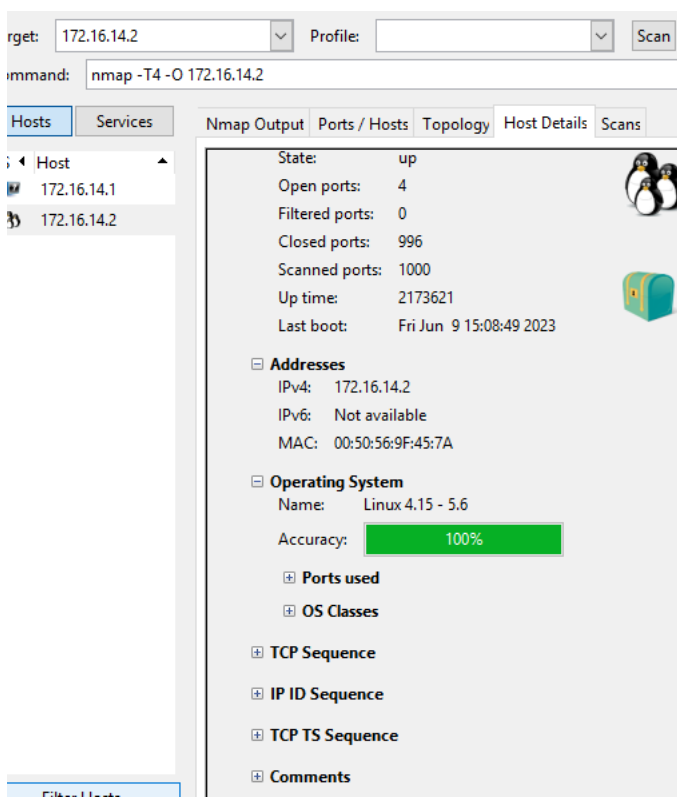 rget: 172.16.14.2 Profile: Scan
ommand: nmap -T4 -O 172.16.14.2
Hosts Services
Nmap Output Ports / Hosts Topology Host Details Scans
Host
172.16.14.1
172.16.14.2
State: up
Open ports: 4
Filtered ports: 0
Closed ports: 996
Scanned ports: 1000
Up time: 2173621
Last boot: Fri Jun 9 15:08:49 2023
Addresses
IPv4: 172.16.14.2
IPv6: Not available
MAC: 00:50:56:9F:45:7A
Operating System
Name: Linux 4.15 - 5.6
Accuracy: 100%
Ports used
OS Classes
TCP Sequence
IP ID Sequence
TCP TS Sequence
Comments
Filter Hosts